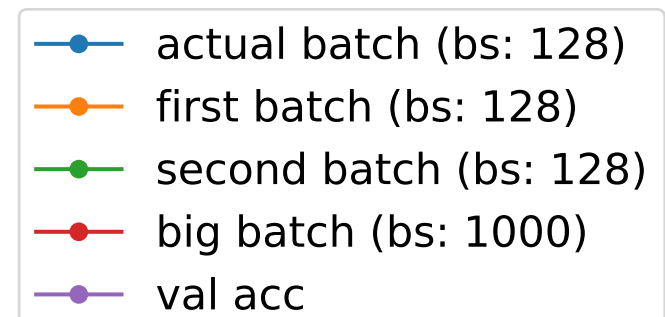 actual batch (bs: 128)
first batch (bs: 128)
second batch (bs: 128)
big batch (bs: 1000)
val acc